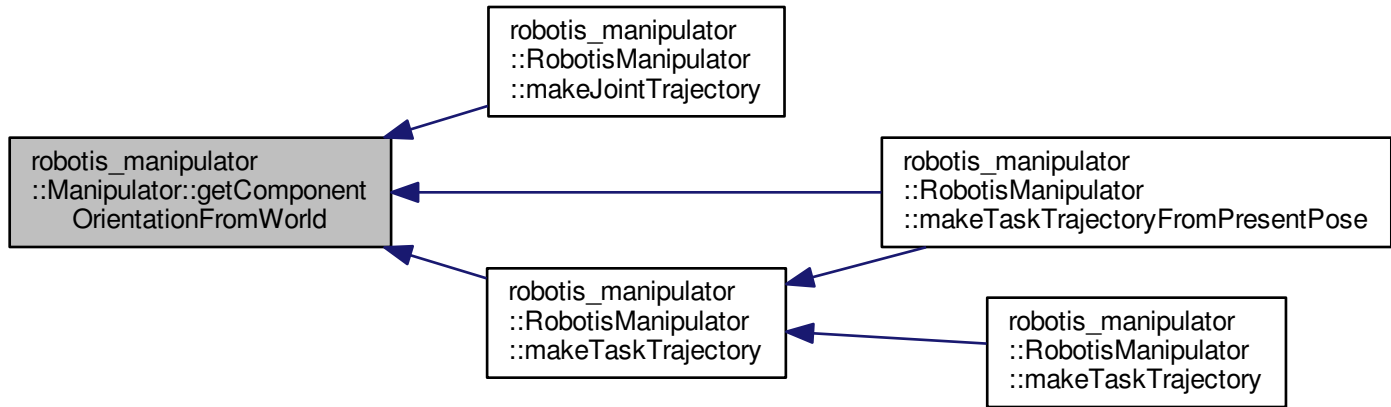 robotis_manipulator
::RobotisManipulator
::makeJointTrajectory
robotis_manipulator
::Manipulator::getComponent
OrientationFromWorld
robotis_manipulator
::RobotisManipulator
::makeTaskTrajectoryFromPresentPose
robotis_manipulator
::RobotisManipulator
::makeTaskTrajectory
robotis_manipulator
::RobotisManipulator
::makeTaskTrajectory